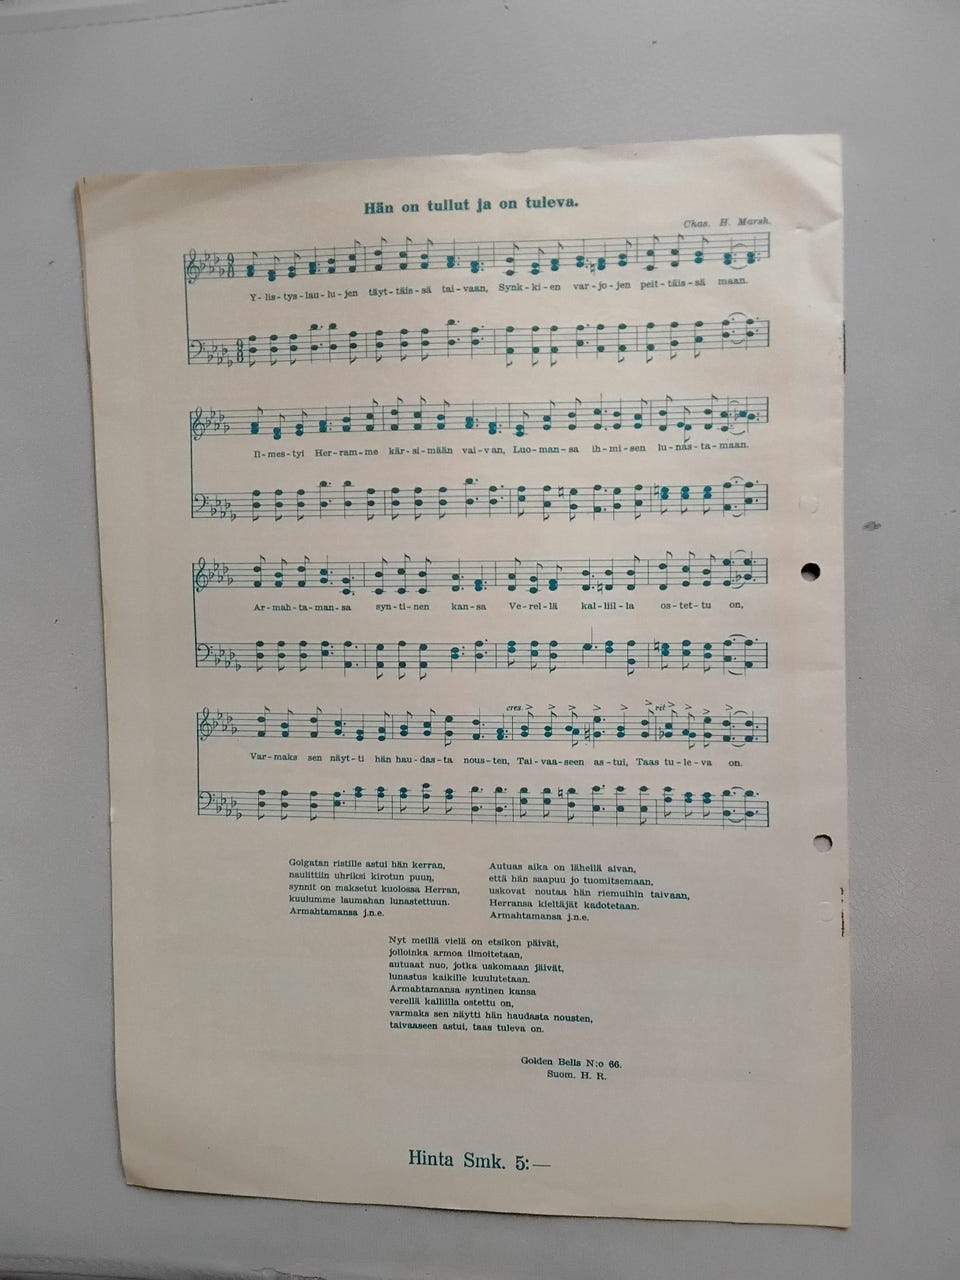 Hän on tullut ja on tuleva.
Chas. H. Marsh.
Y-lis-tys-lau-lu-jen täyt-täis-sä tai-vaan, Synk-ki-en var-jo-jen peit-täis-sä maan.
Il-mes-tyi Her-ram-me kär-si-mään vai-van, Luo-man-sa ih-mi-sen lu-nas-ta-maan.
Ar-mah-ta-man-sa syn-ti-nen kan-sa Ve-rel-lä kal-liil-la os-tet-tu on,
cres. rit
Var-maks sen näyt-ti hän hau-das-ta nous-ten, Tai-vaa-seen as-tui, Taas tu-le-va on.
Golgatan ristille astui hän kerran,
naulittiin uhriksi kirotun puun,
synnit on maksetut kuolossa Herran,
kuulumme laumahan lunastettuun.
Armahtamansa j.n.e.
Autuas aika on lähellä aivan,
että hän saapuu jo tuomitsemaan,
uskovat noutaa hän riemuihin taivaan,
Herransa kieltäjät kadotetaan.
Armahtamansa j.n.e.
Nyt meillä vielä on etsikon päivät,
jolloinka armoa ilmoitetaan,
autuaat nuo, jotka uskomaan jäivät,
lunastus kaikille kuulutetaan.
Armahtamansa syntinen kansa
verellä kalliilla ostettu on,
varmaks sen näytti hän haudasta nousten,
taivaaseen astui, taas tuleva on.
Golden Bells N:o 66.
Suom. H. R.
Hinta Smk. 5:—